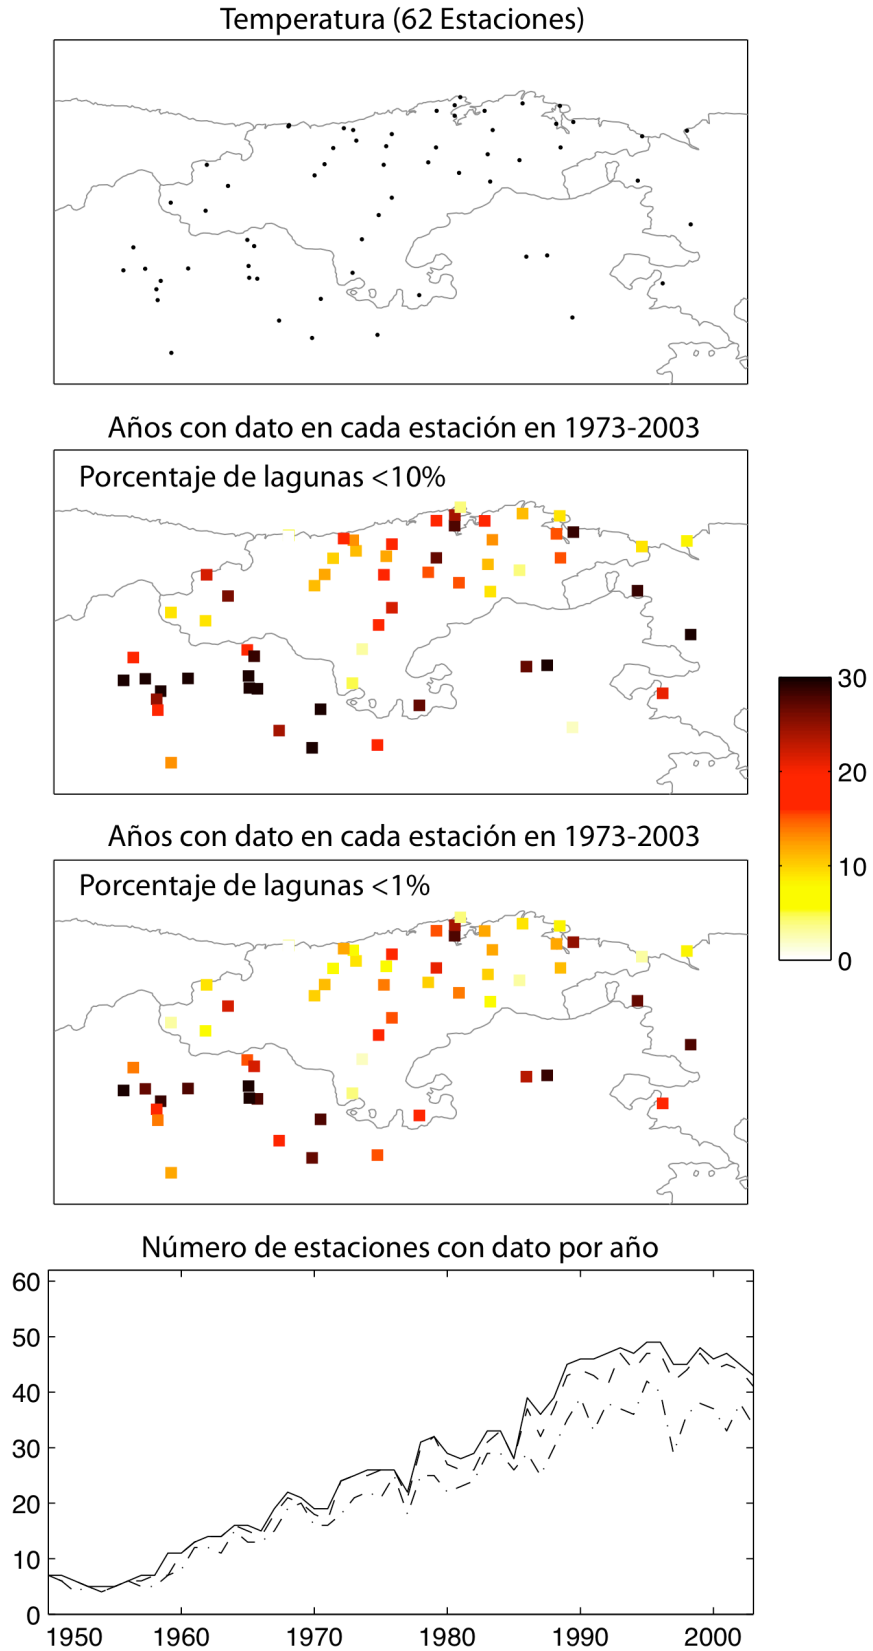 Temperatura (62 Estaciones)
Años con dato en cada estación en 1973-2003
Porcentaje de lagunas <10%
30
20
10
0
Años con dato en cada estación en 1973-2003
Porcentaje de lagunas <1%
Número de estaciones con dato por año
60
50
40
30
20
10
0
1950 1960 1970 1980 1990 2000